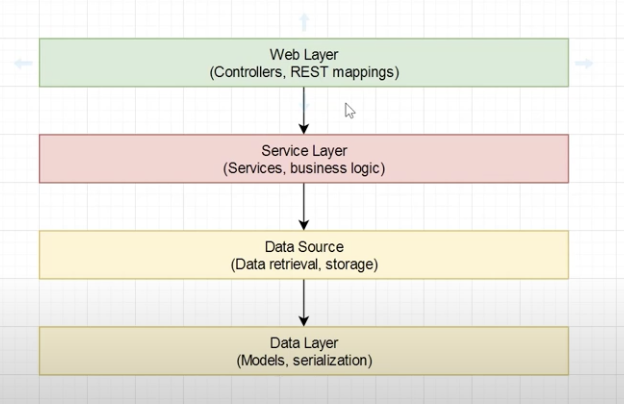 Web Layer
(Controllers, REST mappings)
Service Layer
(Services, business logic)
Data Source
(Data retrieval, storage)
Data Layer
(Models, serialization)